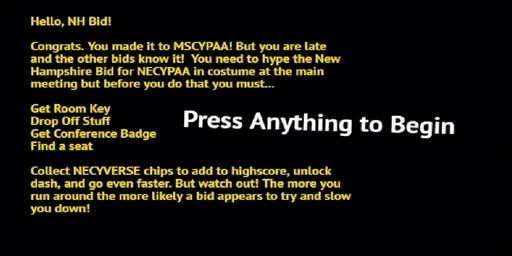 Hello, NH Bid!
Congrats. You made it to MSCYPAA! But you are late
and the other bids know it! You need to hype the New
Hampshire Bid for NECYPAA in costume at the main
meeting but before you do that you must...
Get Room Key
Drop Off Stuff
Get Conference Badge
Find a seat
Press Anything to Begin
Collect NECYVERSE chips to add to highscore, unlock
dash, and go even faster. But watch out! The more you
run around the more likely a bid appears to try and slow
you down!